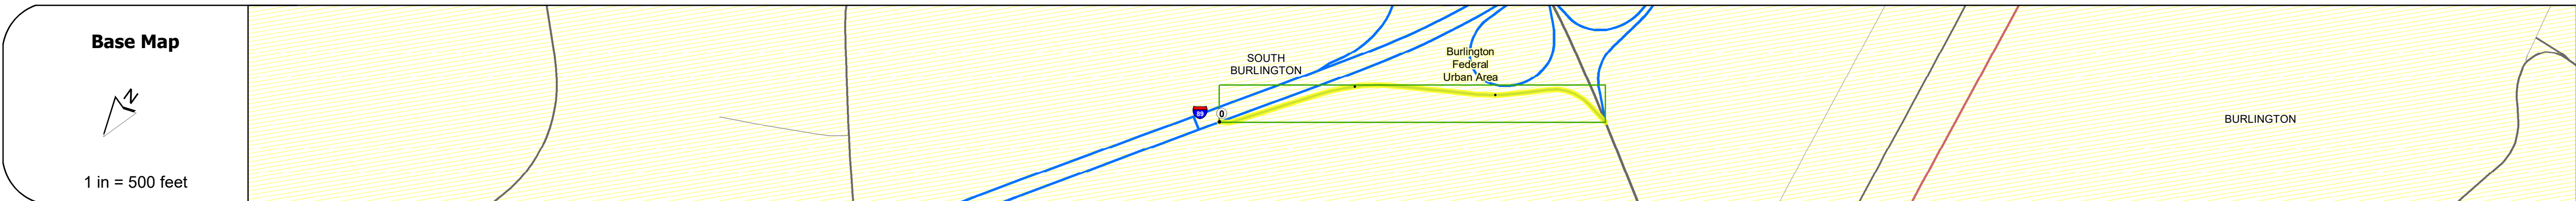 Base Map
N
1 in = 500 feet
SOUTH
BURLINGTON
Burlington
Federal
Urban Area
89
0
BURLINGTON